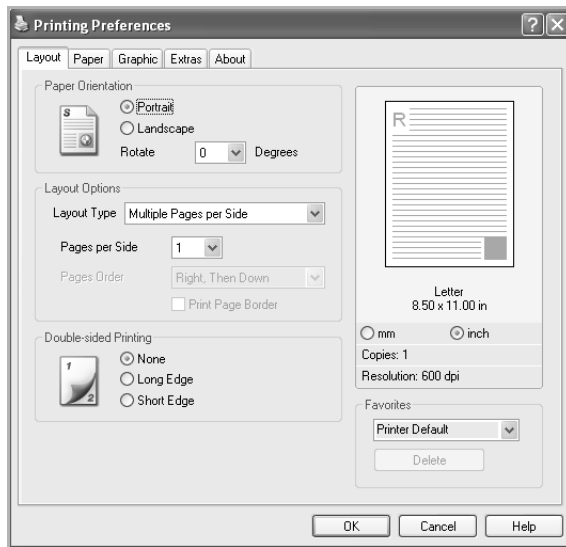 Printing Preferences
Layout Paper Graphic Extras About
Paper Orientation
S
Portrait
Landscape
Rotate 0 Degrees
Layout Options
Layout Type Multiple Pages per Side
Pages per Side 1
Pages Order Right, Then Down
Print Page Border
Double-sided Printing
1
2
None
Long Edge
Short Edge
R
Letter
8.50 x 11.00 in
mm inch
Copies: 1
Resolution: 600 dpi
Favorites
Printer Default
Delete
OK Cancel Help